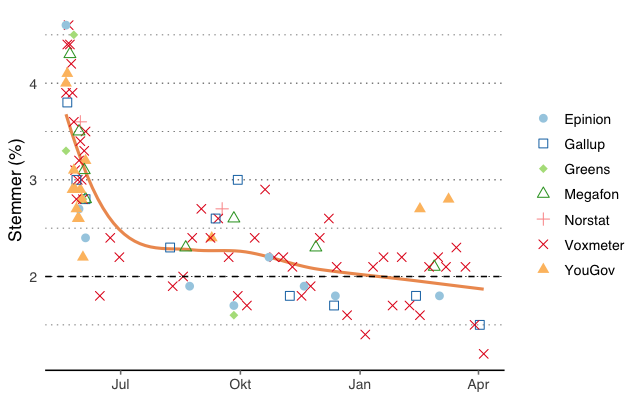 Stemmer (%)
4
3
2
Jul
Okt
Jan
Apr
Epinion
Gallup
Greens
Megafon
Norstat
Voxmeter
YouGov